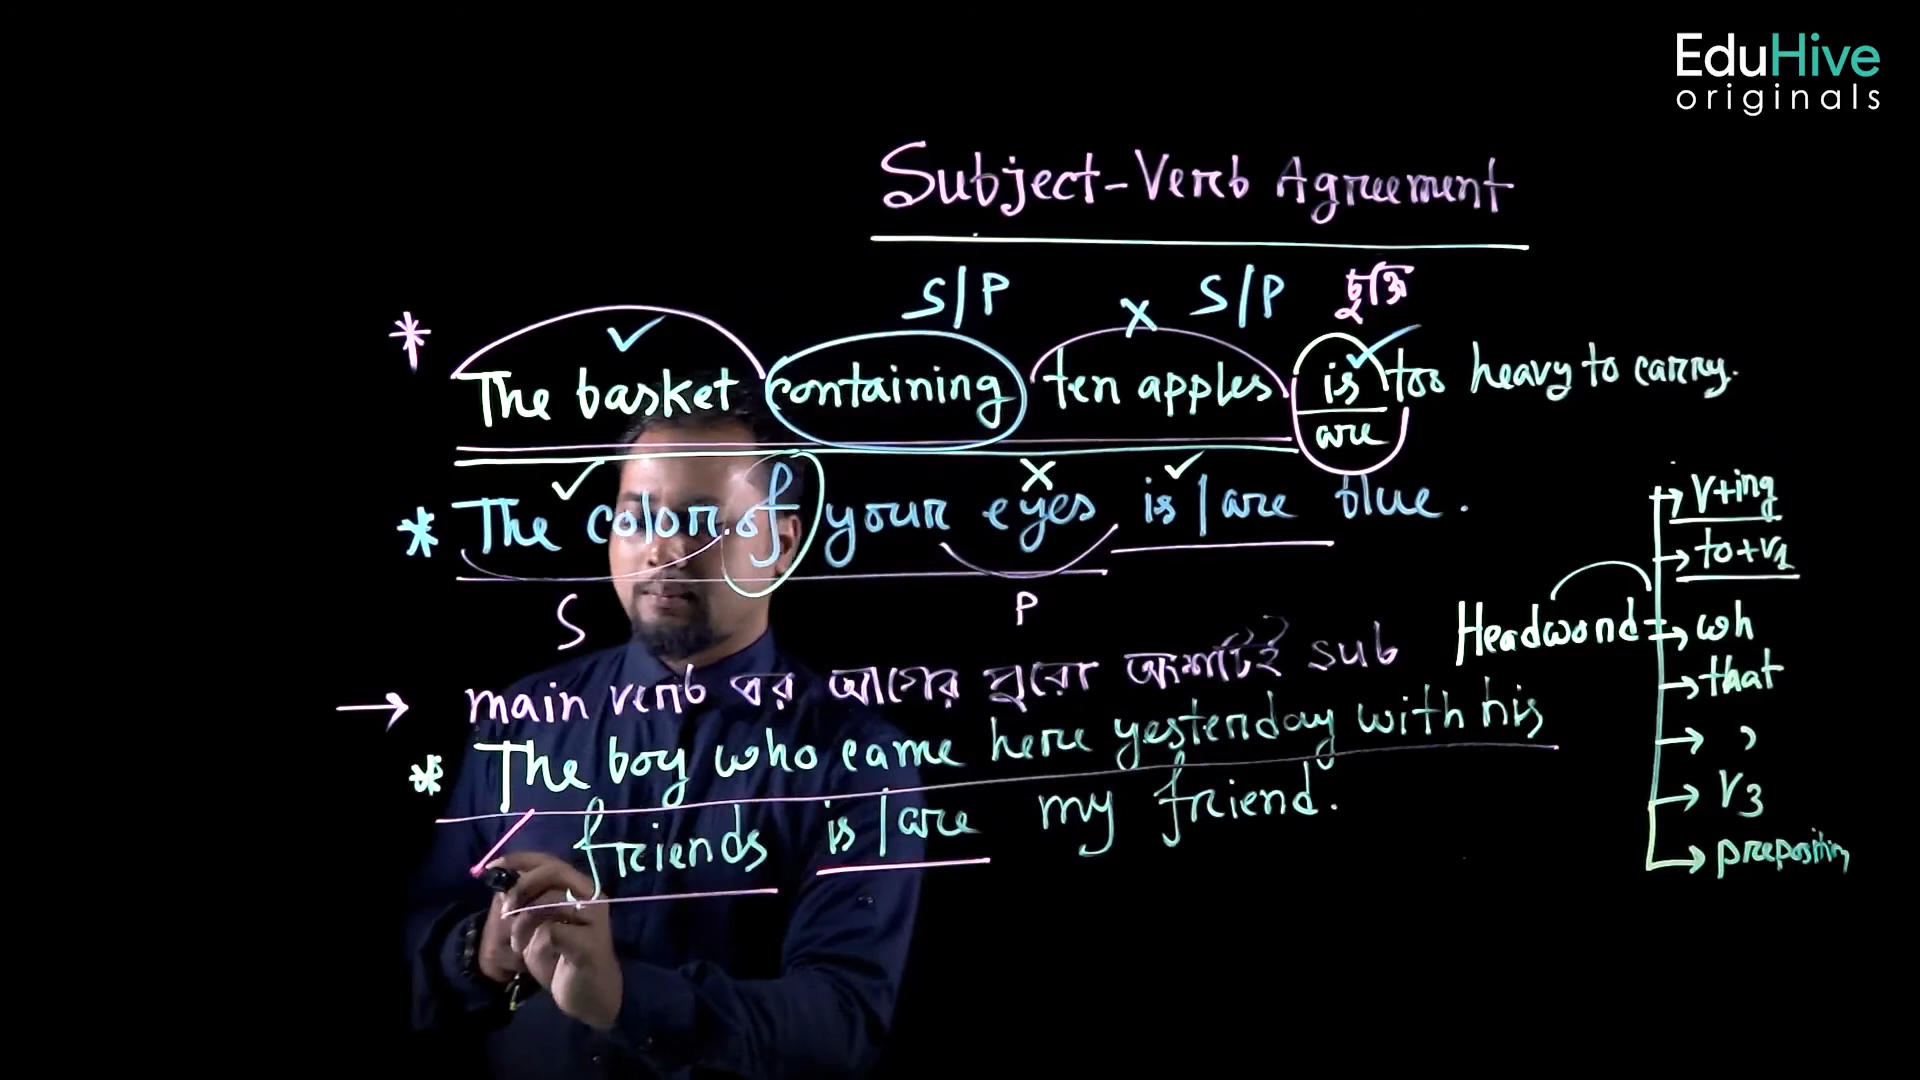 EduHive
originals
Subject-Verb Agreement
S/P S/P
* The basket containing ten apples is too heavy to carry.
are
* The color of your eyes is/are blue.
S P
→ main verb এর আগের পুরো অংশটিই sub
* The boy who came here yesterday with his
friends is/are my friend.
Headword
→ V+ing
→ to+V1
→ wh
→ that
→ ,
→ V3
→ preposition